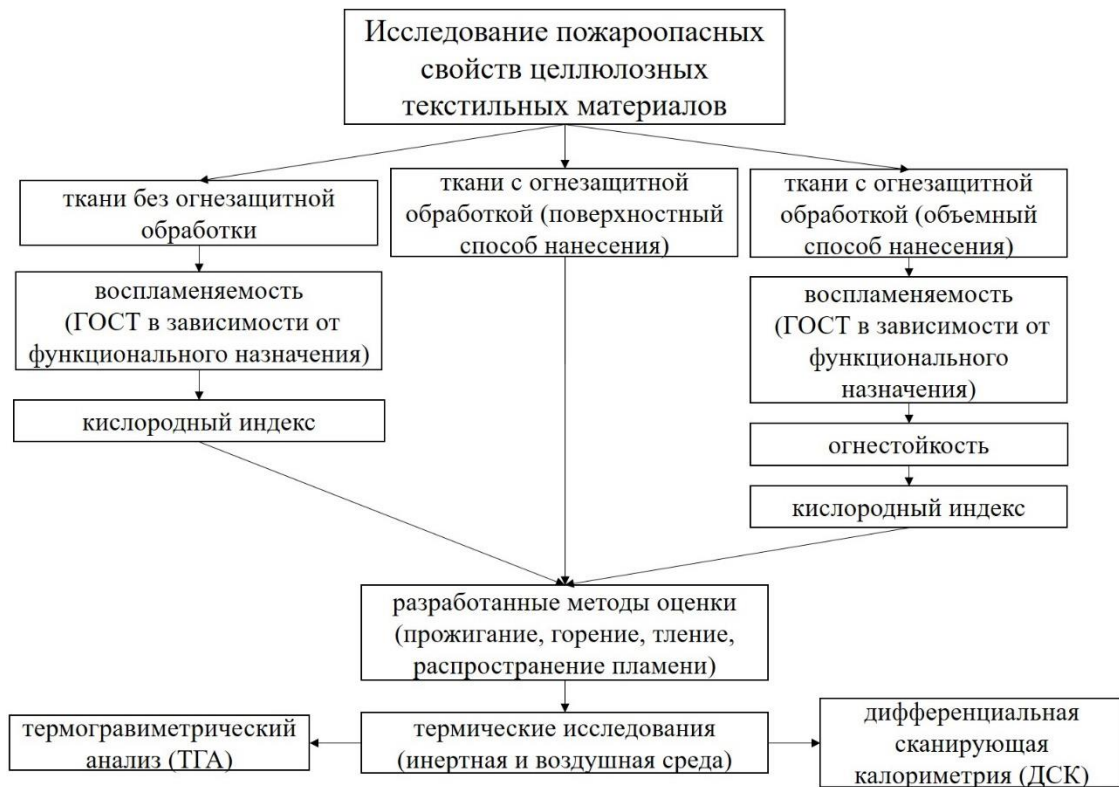 Исследование пожароопасных
свойств целлюлозных
текстильных материалов
ткани без огнезащитной
обработки
ткани с огнезащитной
обработкой (поверхностный
способ нанесения)
ткани с огнезащитной
обработкой (объемный
способ нанесения)
воспламеняемость
(ГОСТ в зависимости от
функционального назначения)
воспламеняемость
(ГОСТ в зависимости от
функционального
назначения)
кислородный индекс
огнестойкость
кислородный индекс
разработанные методы оценки
(прожигание, горение, тление,
распространение пламени)
термогравиметрический
анализ (ТГА)
термические исследования
(инертная и воздушная среда)
дифференциальная
сканирующая
калориметрия (ДСК)